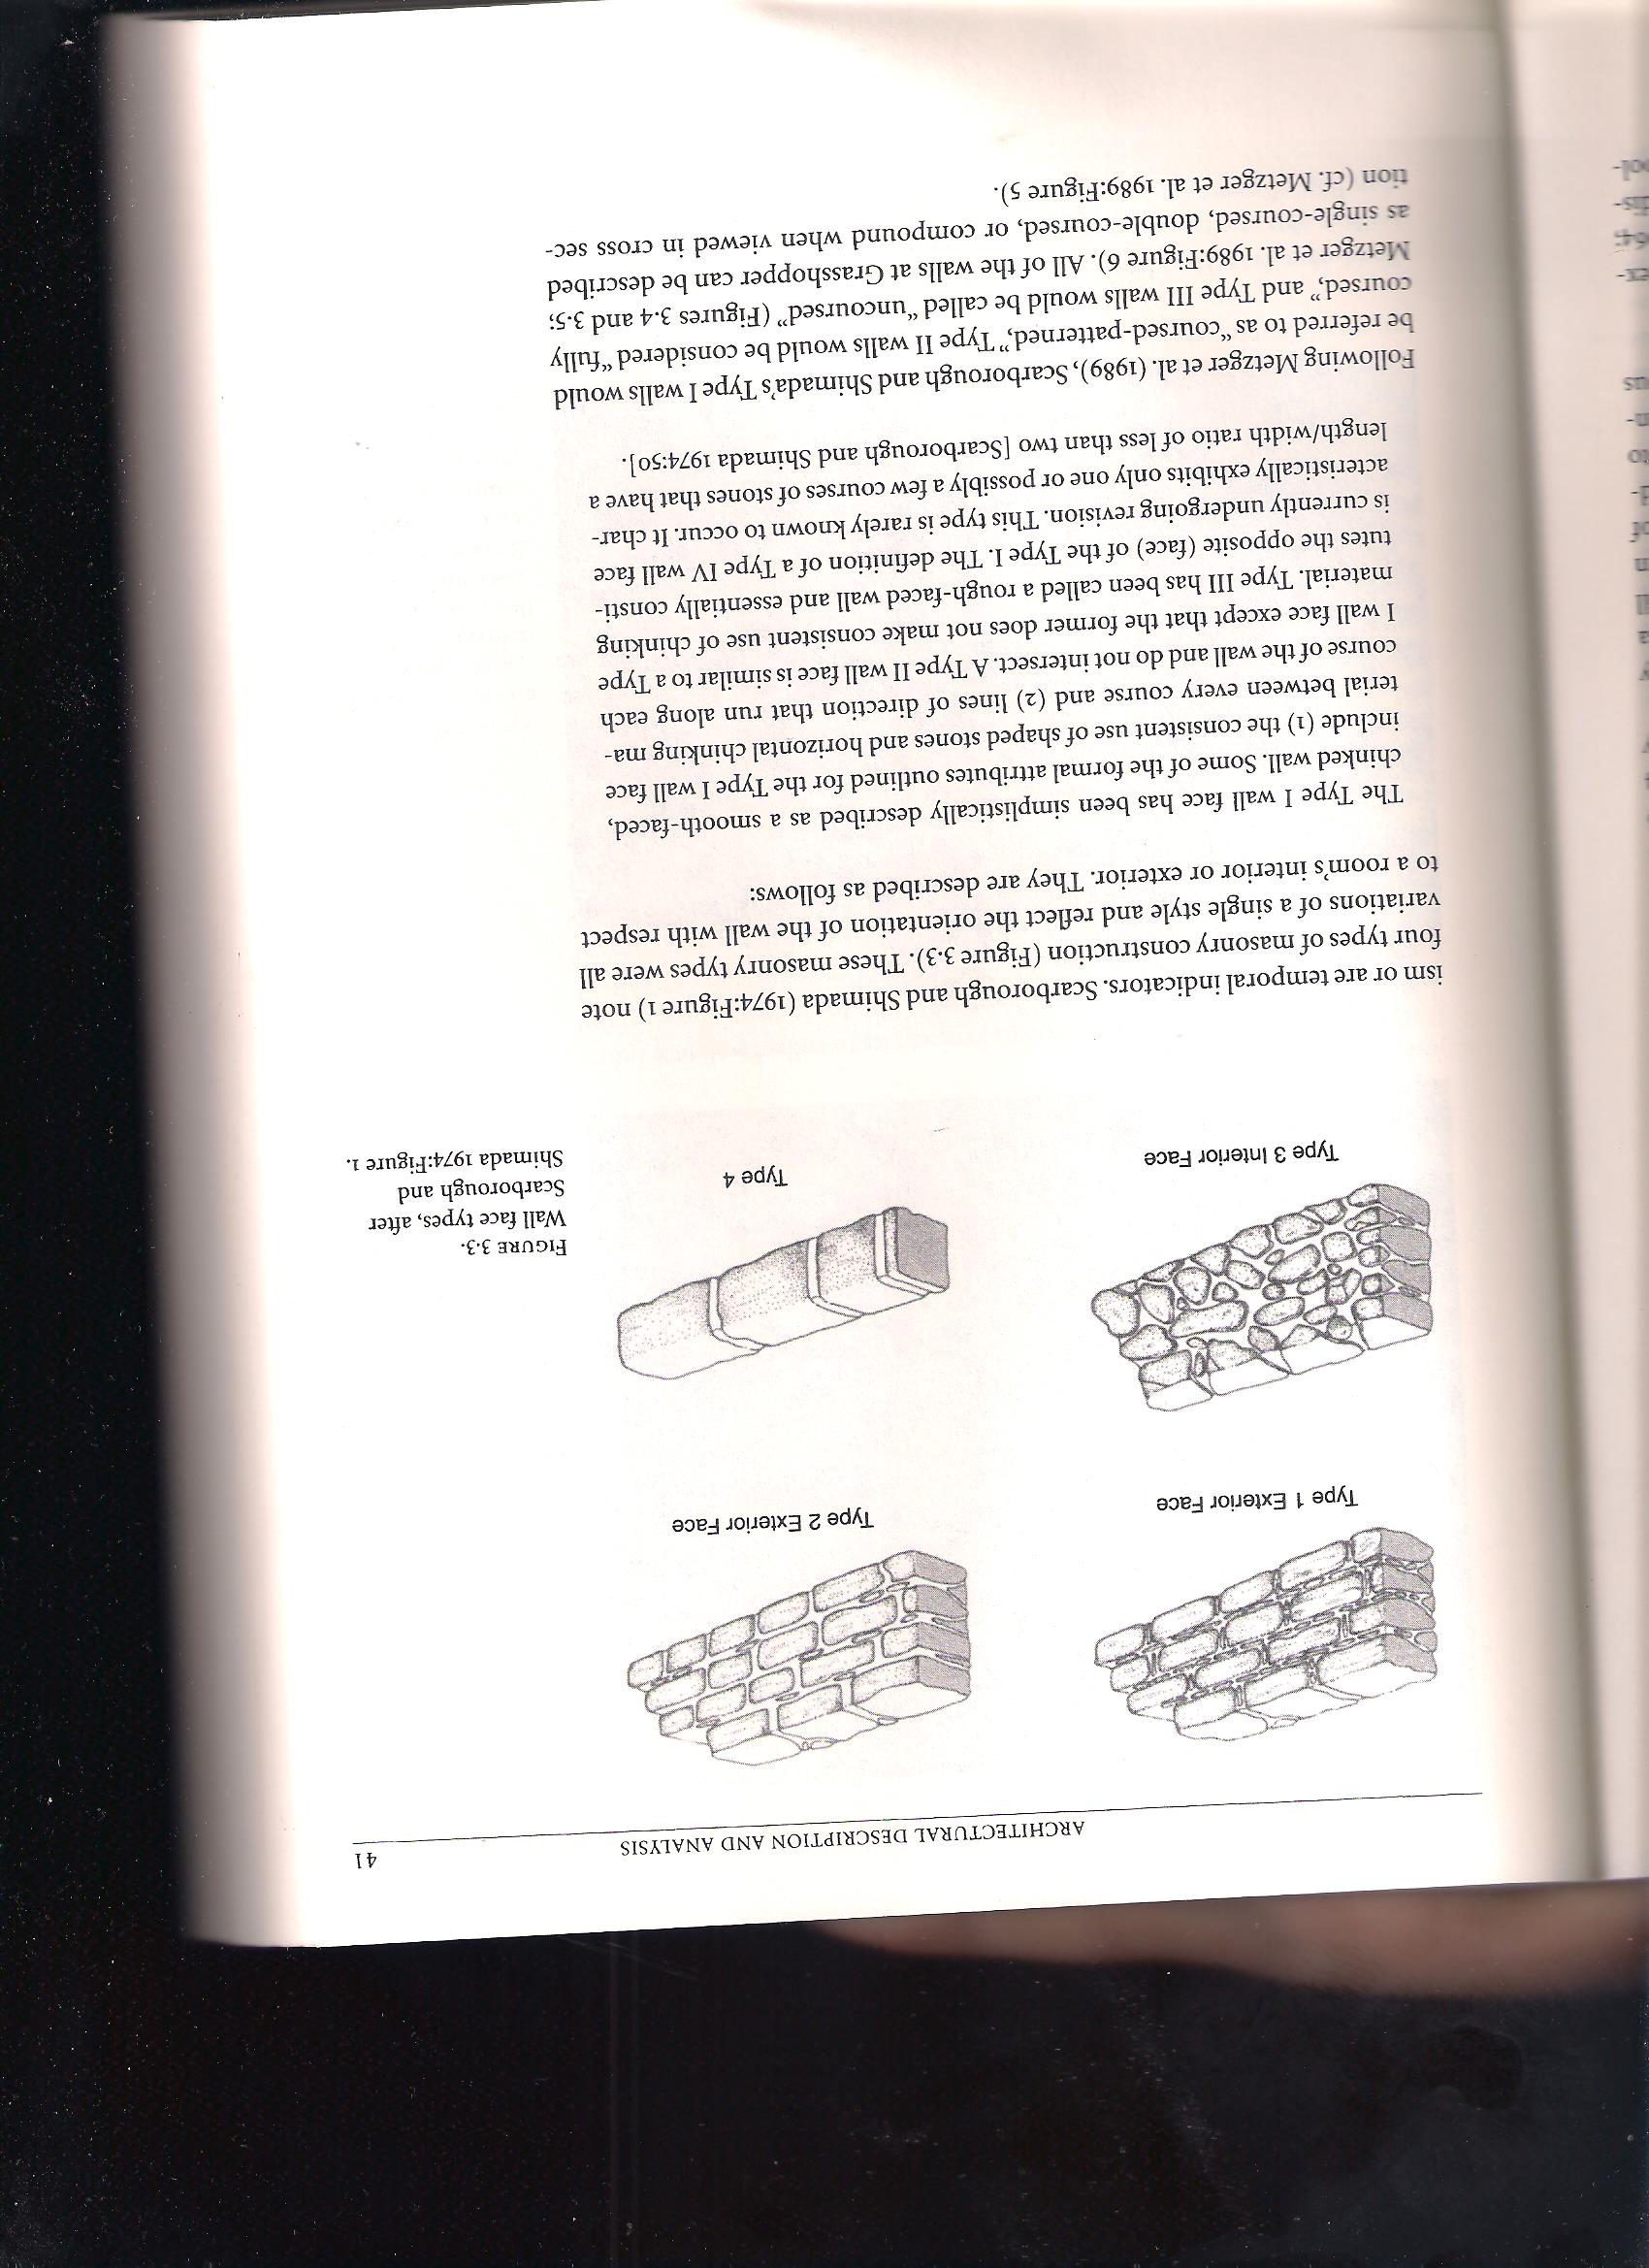 ARCHITECTURAL DESCRIPTION AND ANALYSIS
41
Type 1 Exterior Face
Type 2 Exterior Face
Type 3 Interior Face
Type 4
FIGURE 3.3.
Wall face types, after
Scarborough and
Shimada 1974:Figure 1.
ism or are temporal indicators. Scarborough and Shimada (1974:Figure 1) note
four types of masonry construction (Figure 3.3). These masonry types were all
variations of a single style and reflect the orientation of the wall with respect
to a room's interior or exterior. They are described as follows:
The Type I wall face has been simplistically described as a smooth-faced,
chinked wall. Some of the formal attributes outlined for the Type I wall face
include (1) the consistent use of shaped stones and horizontal chinking ma-
terial between every course and (2) lines of direction that run along each
course of the wall and do not intersect. A Type II wall face is similar to a Type
I wall face except that the former does not make consistent use of chinking
material. Type III has been called a rough-faced wall and essentially consti-
tutes the opposite (face) of the Type I. The definition of a Type IV wall face
is currently undergoing revision. This type is rarely known to occur. It char-
acteristically exhibits only one or possibly a few courses of stones that have a
length/width ratio of less than two [Scarborough and Shimada 1974:50].
Following Metzger et al. (1989), Scarborough and Shimada's Type I walls would
be referred to as “coursed-patterned,” Type II walls would be considered “fully
coursed,” and Type III walls would be called “uncoursed” (Figures 3.4 and 3.5;
Metzger et al. 1989:Figure 6). All of the walls at Grasshopper can be described
as single-coursed, double-coursed, or compound when viewed in cross sec-
tion (cf. Metzger et al. 1989:Figure 5).